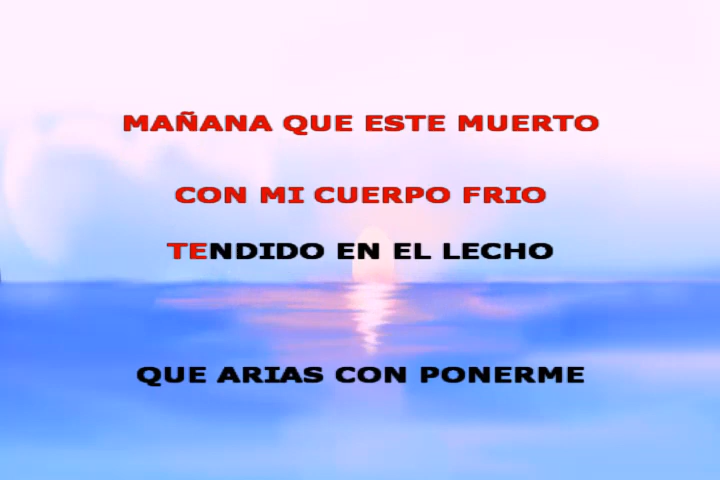 MAÑANA QUE ESTE MUERTO
CON MI CUERPO FRIO
TENDIDO EN EL LECHO
QUE ARIAS CON PONERME